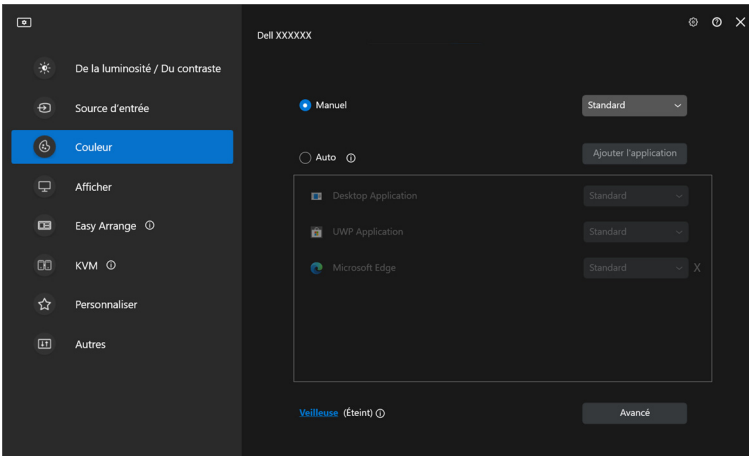 Dell XXXXXX
De la luminosité / Du contraste
Source d'entrée
Couleur
Afficher
Easy Arrange
KVM
Personnaliser
Autres
Manuel
Standard
Auto
Ajouter l'application
Desktop Application
Standard
UWP Application
Standard
Microsoft Edge
Standard
X
Veilleuse (Éteint)
Avancé